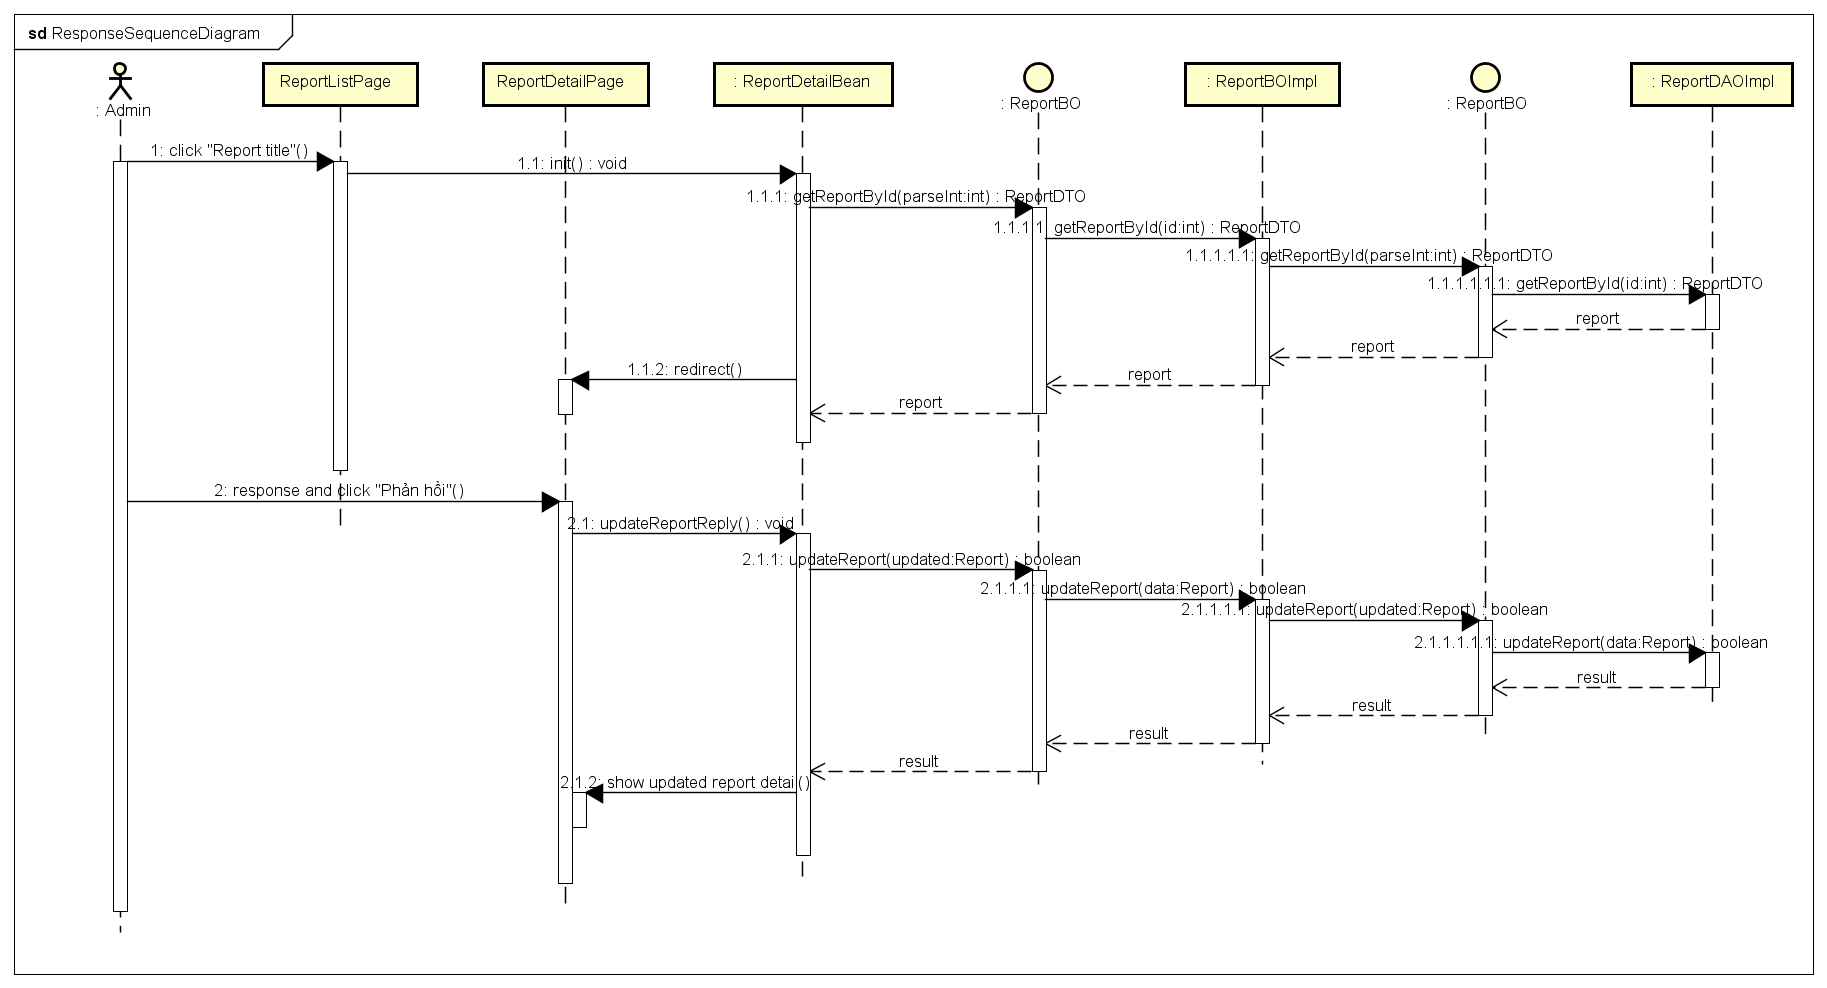 sd ResponseSequenceDiagram
: Admin
ReportListPage
ReportDetailPage
: ReportDetailBean
: ReportBO
: ReportBOImpl
: ReportBO
: ReportDAOImpl
1: click "Report title"()
1.1: init() : void
1.1.1: getReportById(parseInt:int) : ReportDTO
1.1.1.1: getReportById(id:int) : ReportDTO
1.1.1.1.1: getReportById(parseInt:int) : ReportDTO
1.1.1.1.1.1: getReportById(id:int) : ReportDTO
report
report
1.1.2: redirect()
report
report
2: response and click "Phản hồi"()
2.1: updateReportReply() : void
2.1.1: updateReport(updated:Report) : boolean
2.1.1.1: updateReport(data:Report) : boolean
2.1.1.1.1: updateReport(updated:Report) : boolean
2.1.1.1.1.1: updateReport(data:Report) : boolean
result
result
result
result
2.1.2: show updated report detail()